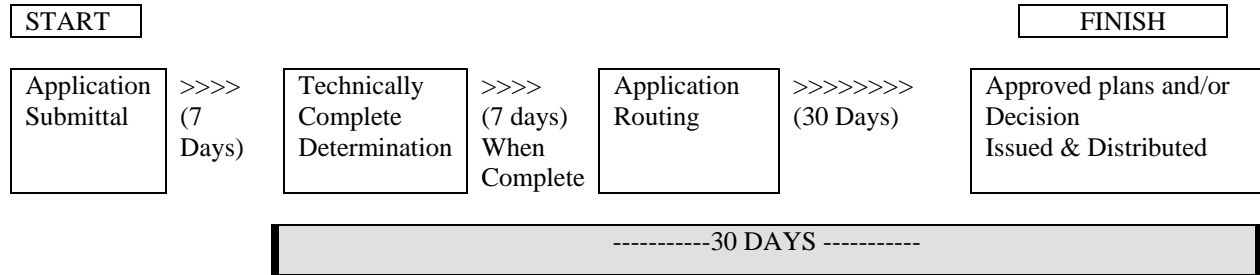 START
FINISH
Application
Submittal
>>>>
(7
Days)
Technically
Complete
Determination
>>>>
(7 days)
When
Complete
Application
Routing
>>>>>>>>
(30 Days)
Approved plans and/or
Decision
Issued & Distributed
-----------30 DAYS -----------